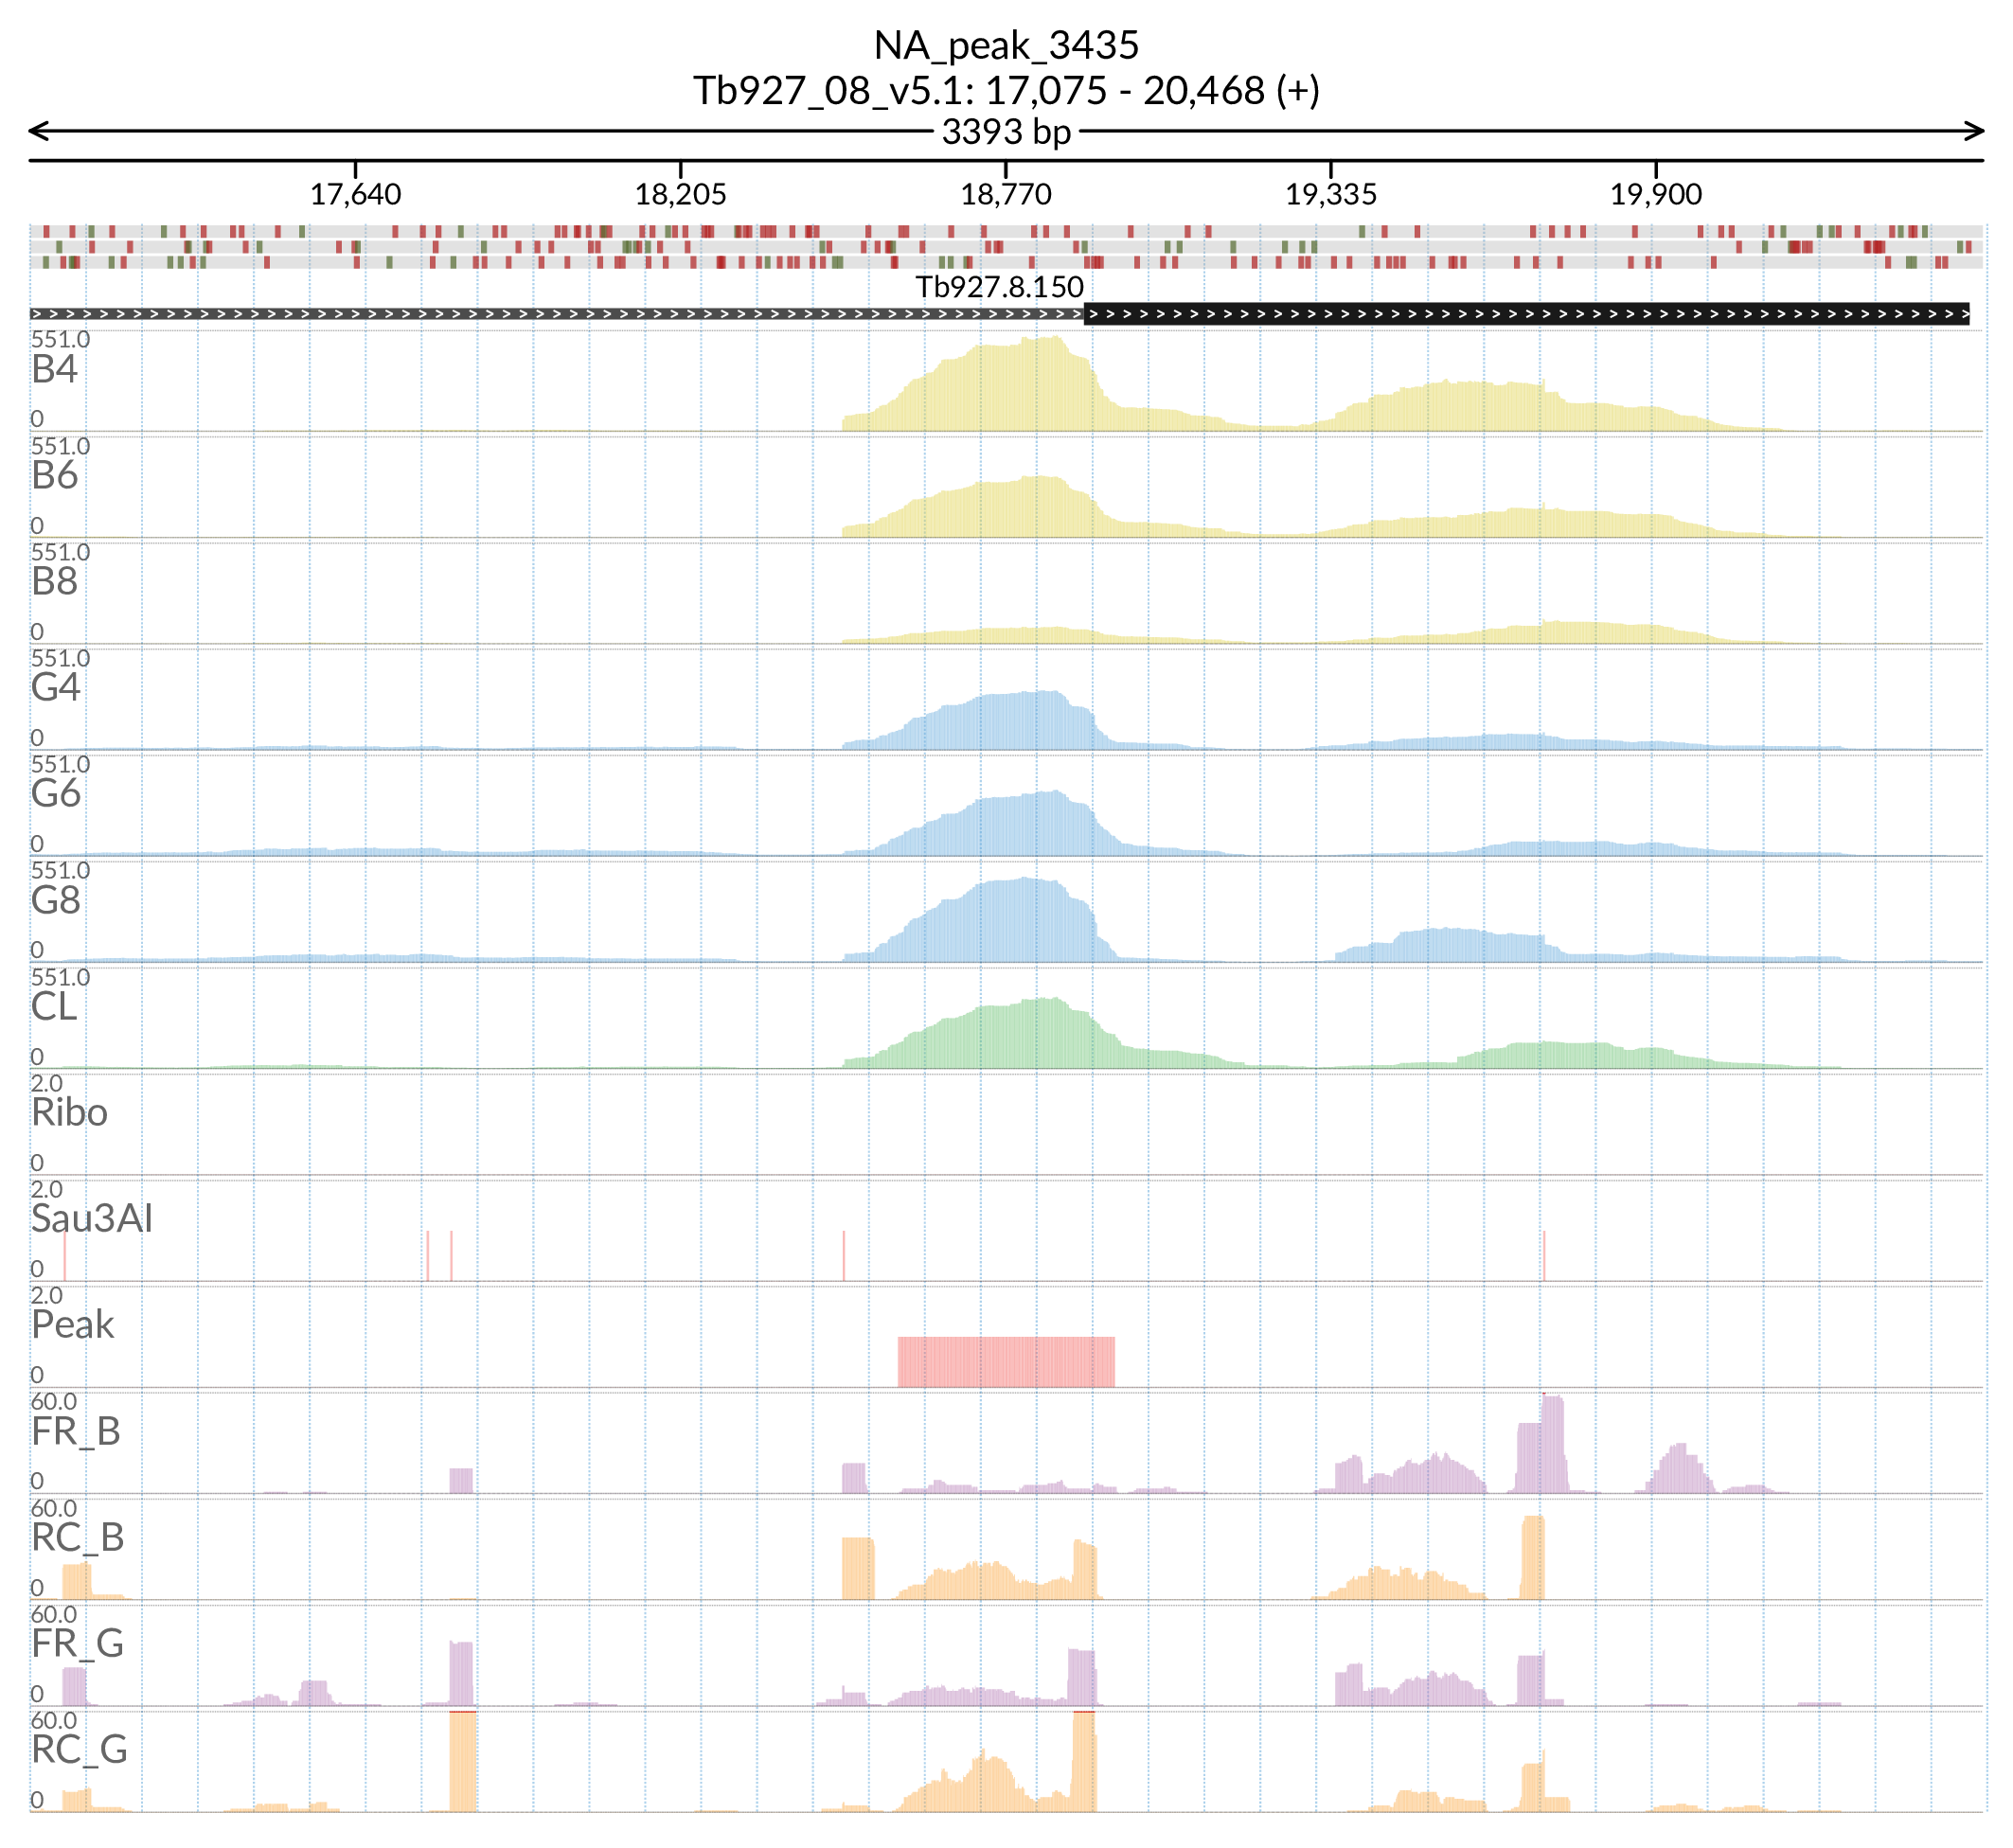 NA_peak_3435
Tb927_08_v5.1: 17,075 - 20,468 (+)
3393 bp
17,640 18,205 18,770 19,335 19,900
Tb927.8.150
551.0
B4
0
551.0
B6
0
551.0
B8
0
551.0
G4
0
551.0
G6
0
551.0
G8
0
551.0
CL
0
2.0
Ribo
0
2.0
Sau3AI
0
2.0
Peak
0
60.0
FR_B
0
60.0
RC_B
0
60.0
FR_G
0
60.0
RC_G
0